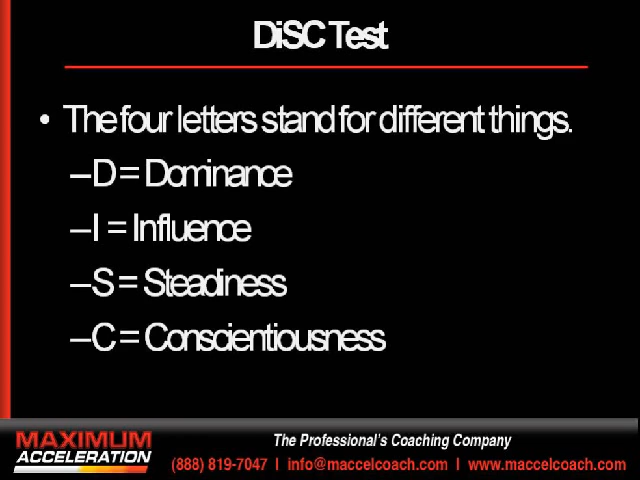 DiSC Test
• The four letters stand for different things.
–D = Dominance
–I = Influence
–S = Steadiness
–C = Conscientiousness
MAXIMUM
ACCELERATION
The Professional's Coaching Company
(888) 819-7047 | info@maccelcoach.com | www.maccelcoach.com